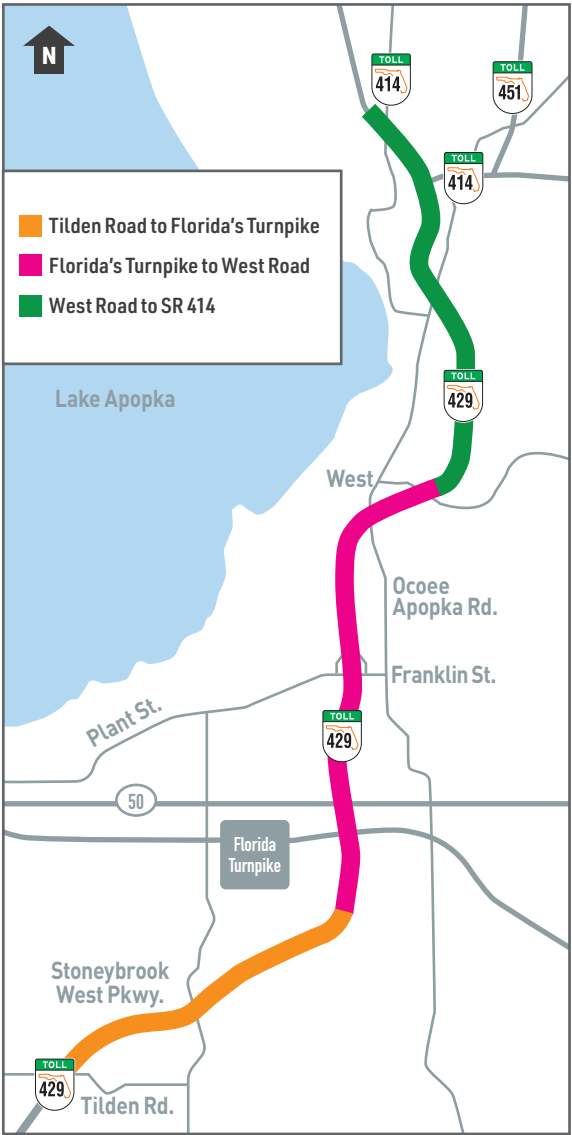 N
TOLL
414
TOLL
451
TOLL
414
Tilden Road to Florida's Turnpike
Florida's Turnpike to West Road
West Road to SR 414
Lake Apopka
TOLL
429
West
Ocoee
Apopka Rd.
Franklin St.
Plant St.
TOLL
429
50
Florida
Turnpike
Stoneybrook
West Pkwy.
TOLL
429
Tilden Rd.